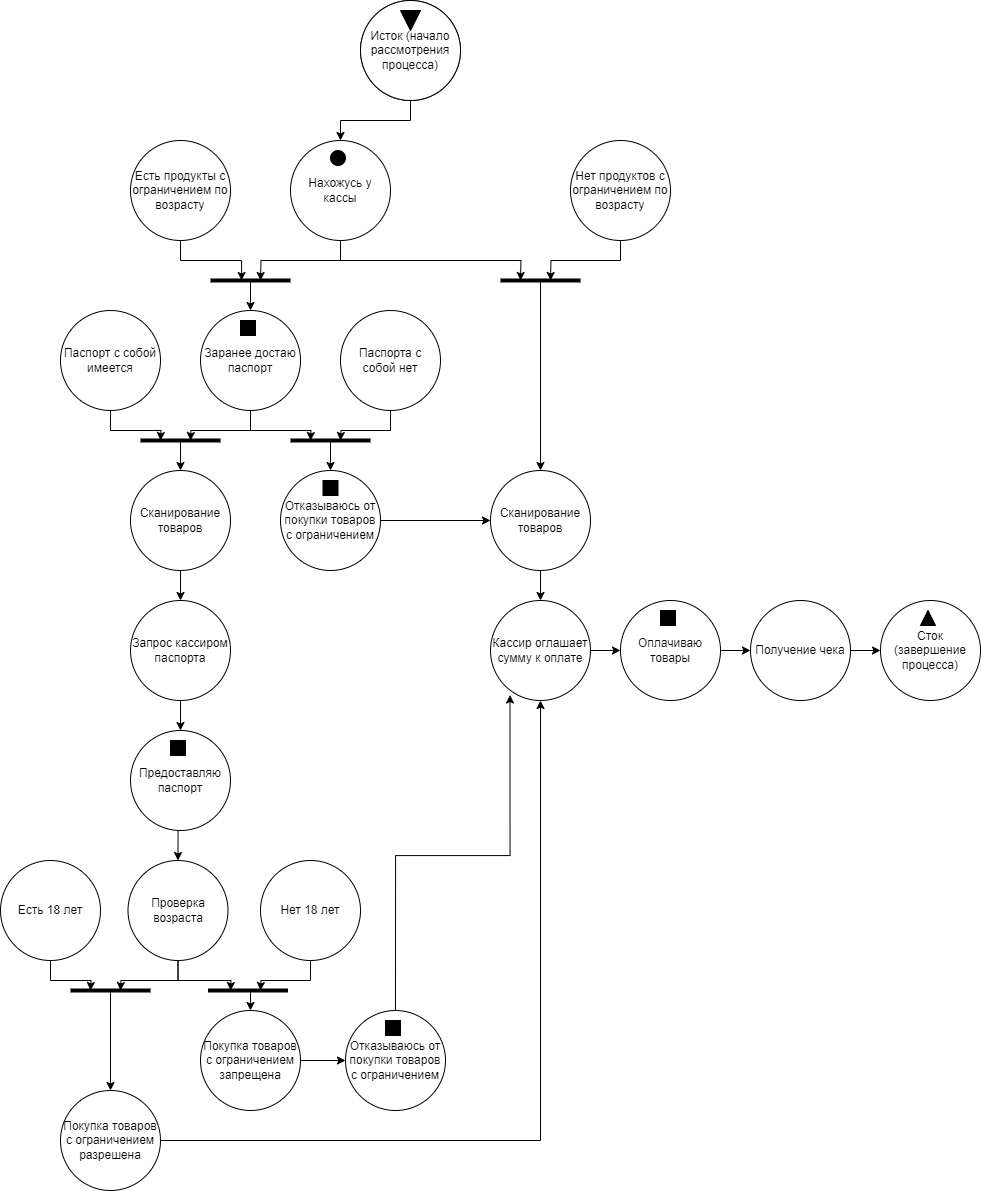 Исток (начало
рассмотрения
процесса)
Есть продукты с
ограничением по
возрасту
Нахожусь у
кассы
Нет продуктов с
ограничением по
возрасту
Паспорт с собой
имеется
Заранее достаю
паспорт
Паспорта с
собой нет
Сканирование
товаров
Отказываюсь от
покупки товаров
с ограничением
Сканирование
товаров
Запрос кассиром
паспорта
Кассир оглашает
сумму к оплате
Оплачиваю
товары
Получение чека
Сток
(завершение
процесса)
Предоставляю
паспорт
Есть 18 лет
Проверка
возраста
Нет 18 лет
Покупка товаров
с ограничением
запрещена
Отказываюсь от
покупки товаров
с ограничением
Покупка товаров
с ограничением
разрешена